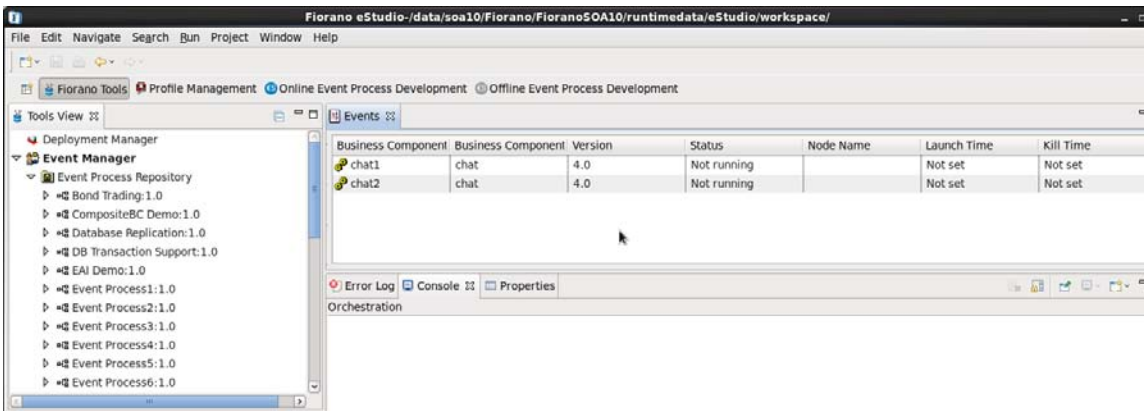 Fiorano eStudio-/data/soa10/Fiorano/FioranoSOA10/runtimedata/eStudio/workspace/
File Edit Navigate Search Run Project Window Help
Fiorano Tools Profile Management Online Event Process Development Offline Event Process Development
Tools View
Deployment Manager
Event Manager
Event Process Repository
Bond Trading:1.0
CompositeBC Demo:1.0
Database Replication:1.0
DB Transaction Support:1.0
EAI Demo:1.0
Event Process1:1.0
Event Process2:1.0
Event Process3:1.0
Event Process4:1.0
Event Process5:1.0
Event Process6:1.0
Events
Business Component Business Component Version Status Node Name Launch Time Kill Time
chat1 chat 4.0 Not running Not set Not set
chat2 chat 4.0 Not running Not set Not set
Error Log Console Properties
Orchestration